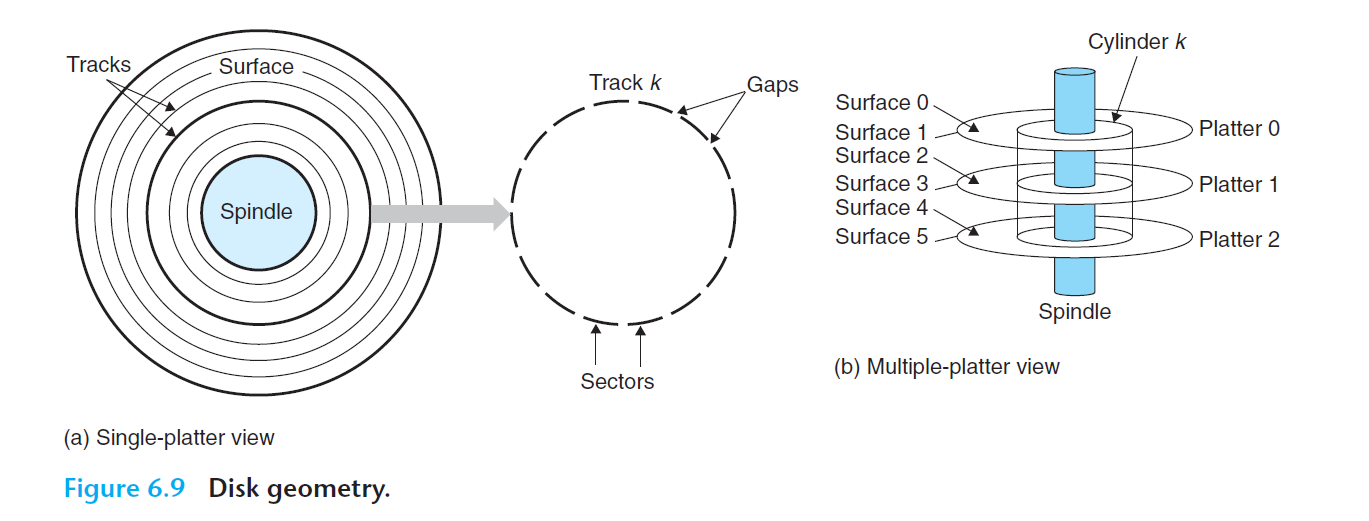 Tracks
Surface
Spindle
Track k
Gaps
Sectors
(a) Single-platter view
Cylinder k
Surface 0
Surface 1
Surface 2
Surface 3
Surface 4
Surface 5
Platter 0
Platter 1
Platter 2
Spindle
(b) Multiple-platter view
Figure 6.9 Disk geometry.